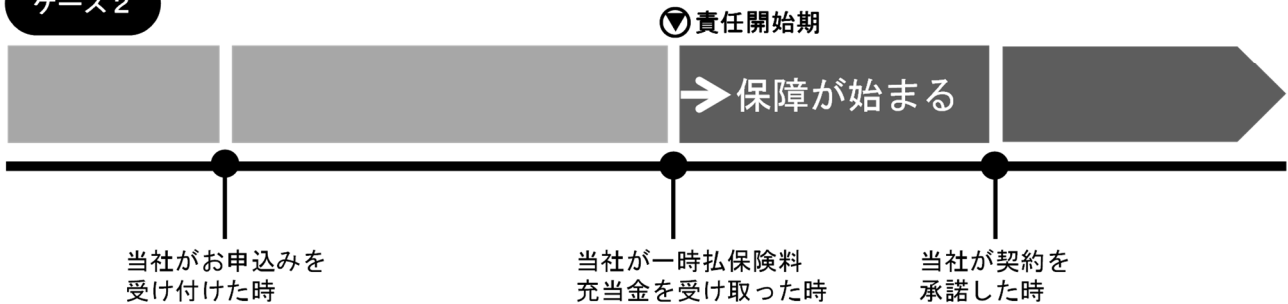 ケース2
責任開始期
保障が始まる
当社がお申込みを
受け付けた時
当社が一時払保険料
充当金を受け取った時
当社が契約を
承諾した時